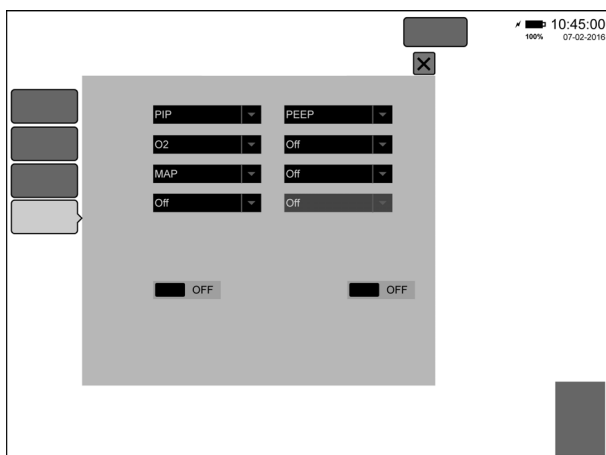 10:45:00
100% 07-02-2016
PIP PEEP
O2 Off
MAP Off
Off Off
OFF OFF